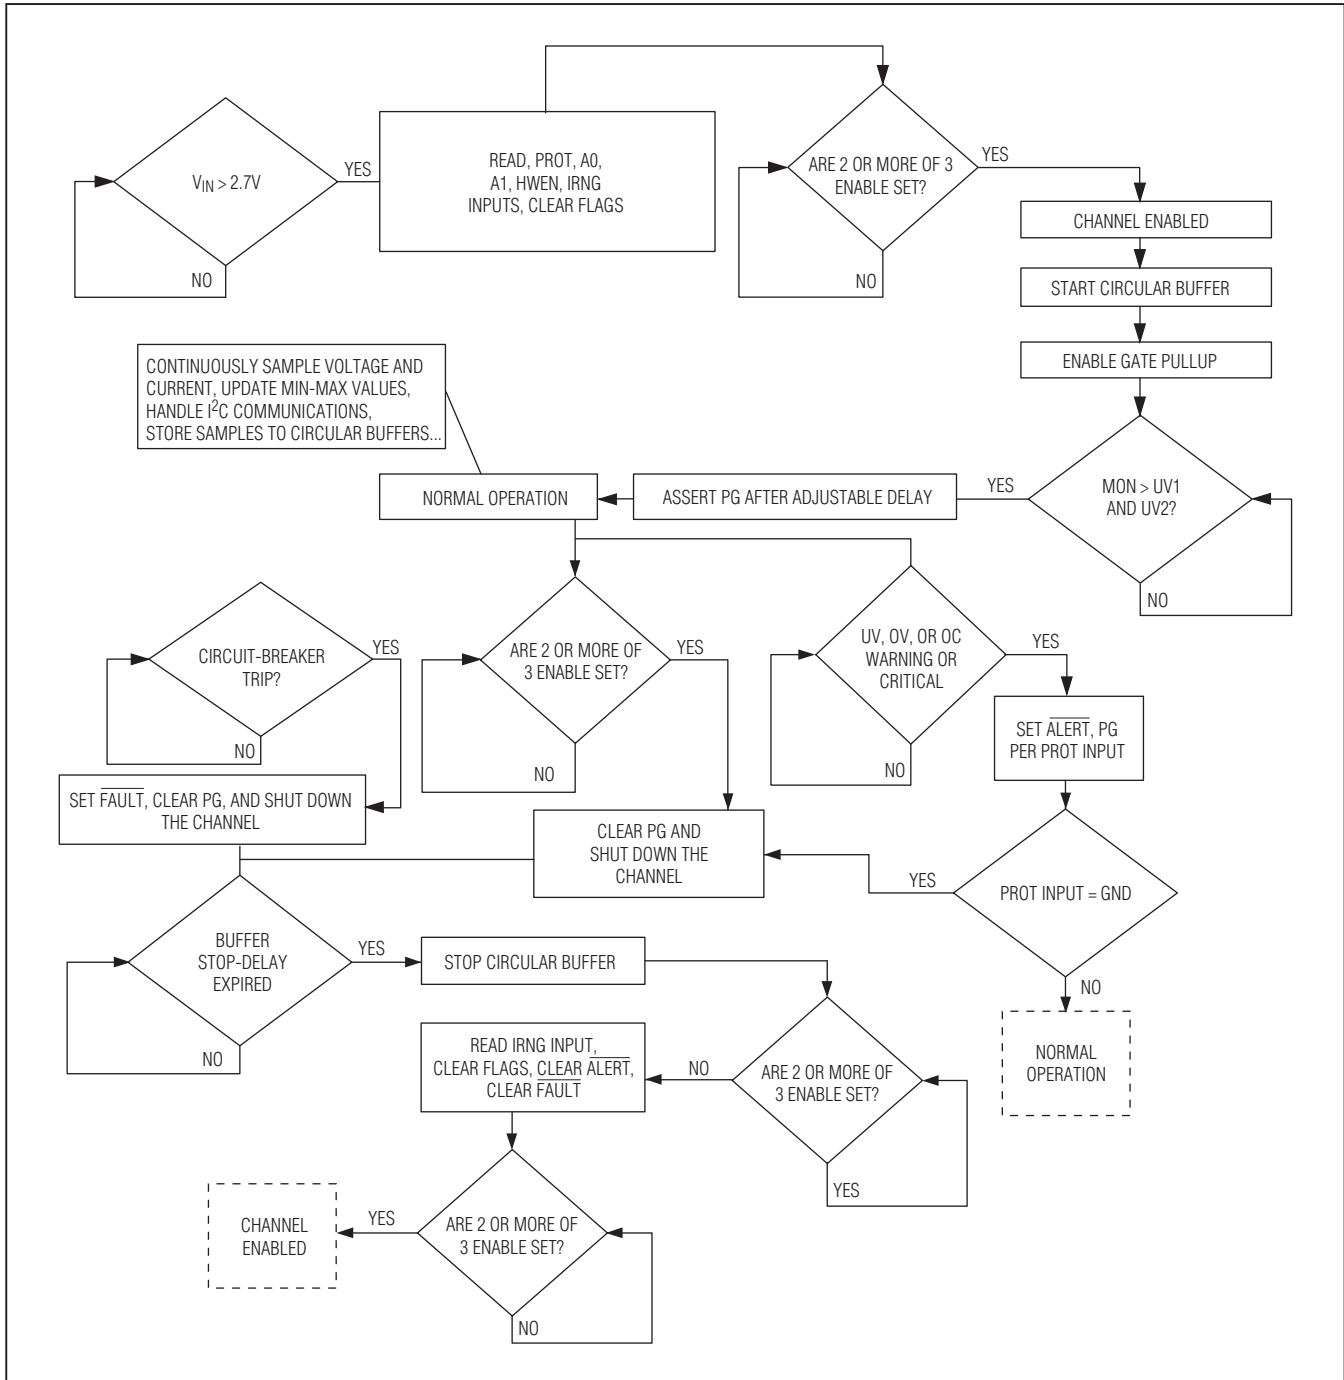 VIN > 2.7V
YES
NO
READ, PROT, A0,
A1, HWEN, IRNG
INPUTS, CLEAR FLAGS
ARE 2 OR MORE OF 3
ENABLE SET?
YES
NO
CHANNEL ENABLED
START CIRCULAR BUFFER
ENABLE GATE PULLUP
MON > UV1
AND UV2?
YES
NO
ASSERT PG AFTER ADJUSTABLE DELAY
NORMAL OPERATION
CONTINUOUSLY SAMPLE VOLTAGE AND
CURRENT, UPDATE MIN-MAX VALUES,
HANDLE I2C COMMUNICATIONS,
STORE SAMPLES TO CIRCULAR BUFFERS...
CIRCUIT-BREAKER
TRIP?
YES
NO
ARE 2 OR MORE OF
3 ENABLE SET?
YES
NO
UV, OV, OR OC
WARNING OR
CRITICAL
YES
NO
SET ALERT, PG
PER PROT INPUT
SET FAULT, CLEAR PG, AND SHUT DOWN
THE CHANNEL
CLEAR PG AND
SHUT DOWN THE
CHANNEL
PROT INPUT = GND
YES
NO
NORMAL
OPERATION
BUFFER
STOP-DELAY
EXPIRED
YES
NO
STOP CIRCULAR BUFFER
ARE 2 OR MORE OF
3 ENABLE SET?
NO
YES
READ IRNG INPUT,
CLEAR FLAGS, CLEAR ALERT,
CLEAR FAULT
ARE 2 OR MORE OF
3 ENABLE SET?
YES
NO
CHANNEL
ENABLED